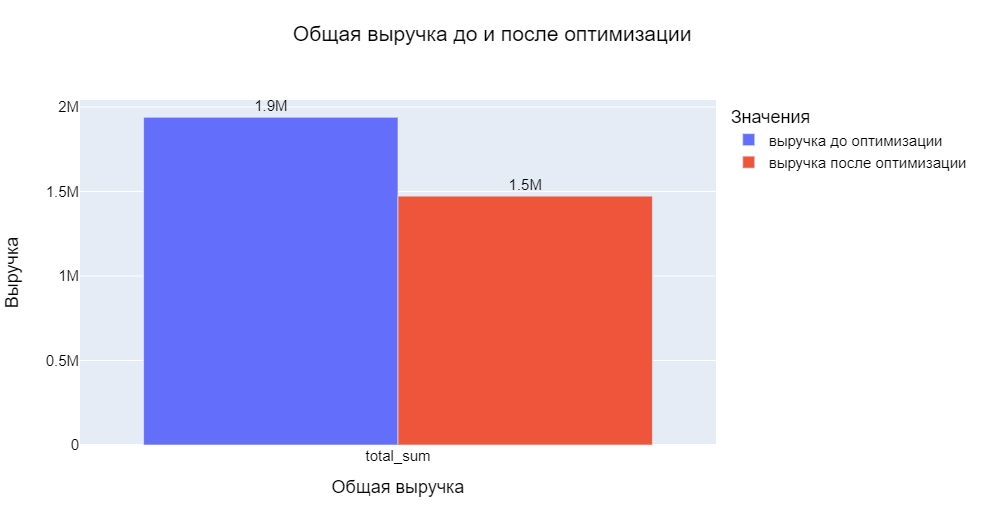 Общая выручка до и после оптимизации
Выручка
2M
1.5M
1M
0.5M
0
1.9M
1.5M
total_sum
Общая выручка
Значения
выручка до оптимизации
выручка после оптимизации